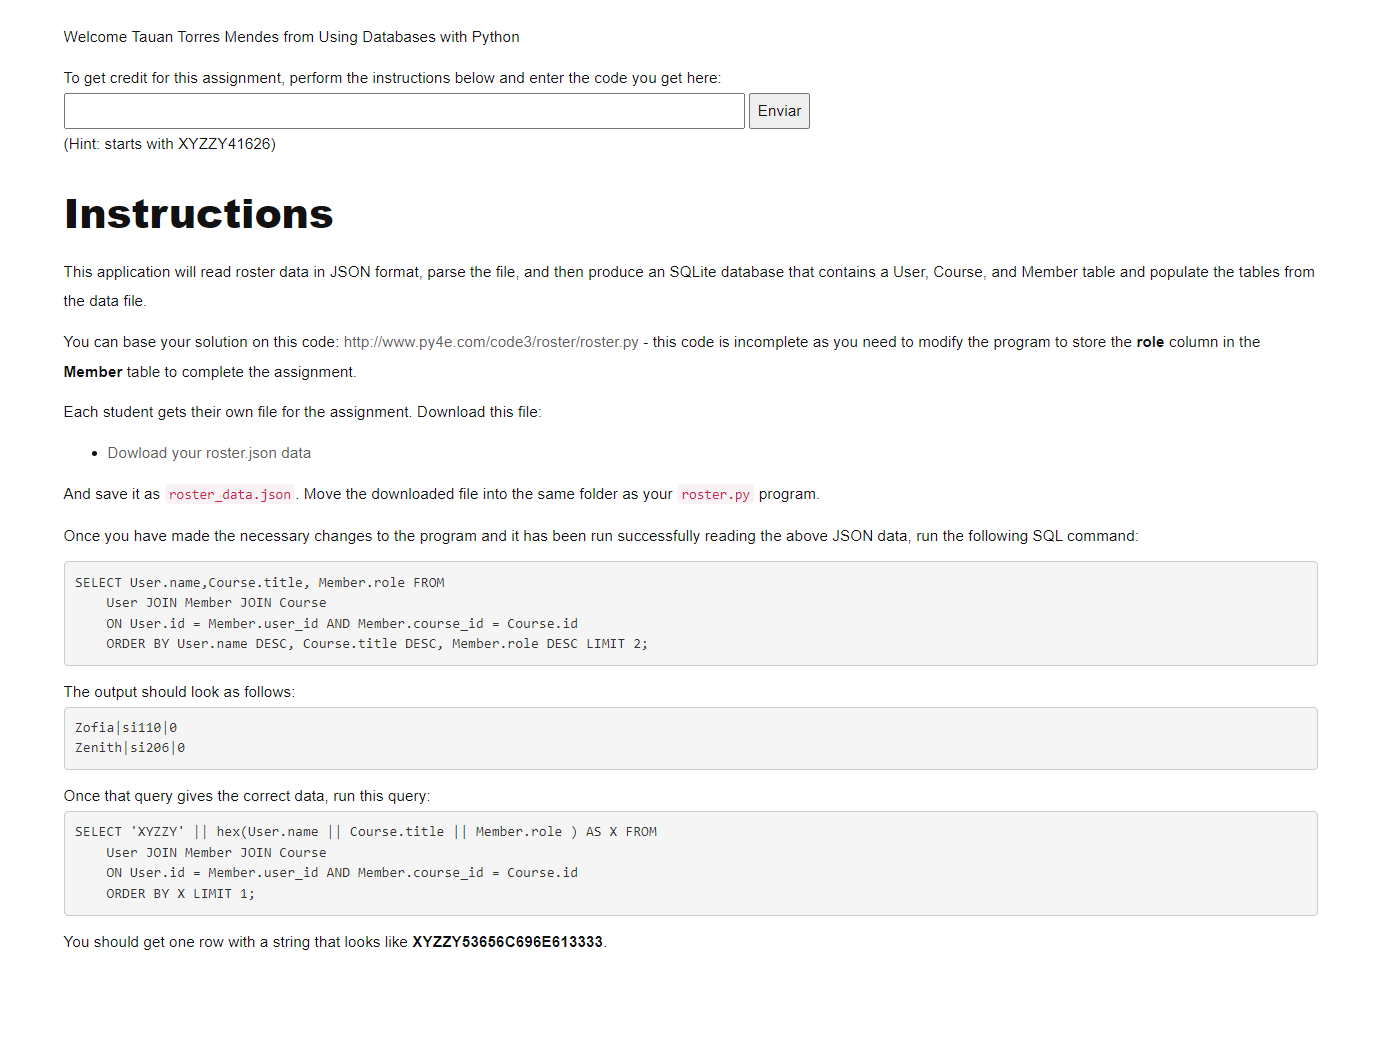 Welcome Tauan Torres Mendes from Using Databases with Python
To get credit for this assignment, perform the instructions below and enter the code you get here:
Enviar
(Hint: starts with XYZZY41626)
Instructions
This application will read roster data in JSON format, parse the file, and then produce an SQLite database that contains a User, Course, and Member table and populate the tables from
the data file.
You can base your solution on this code: http://www.py4e.com/code3/roster/roster.py - this code is incomplete as you need to modify the program to store the role column in the
Member table to complete the assignment.
Each student gets their own file for the assignment. Download this file:
• Dowload your roster.json data
And save it as roster_data.json. Move the downloaded file into the same folder as your roster.py program.
Once you have made the necessary changes to the program and it has been run successfully reading the above JSON data, run the following SQL command:
SELECT User.name,Course.title, Member.role FROM
    User JOIN Member JOIN Course
    ON User.id = Member.user_id AND Member.course_id = Course.id
    ORDER BY User.name DESC, Course.title DESC, Member.role DESC LIMIT 2;
The output should look as follows:
Zofia|si110|0
Zenith|si206|0
Once that query gives the correct data, run this query:
SELECT 'XYZZY' || hex(User.name || Course.title || Member.role ) AS X FROM
    User JOIN Member JOIN Course
    ON User.id = Member.user_id AND Member.course_id = Course.id
    ORDER BY X LIMIT 1;
You should get one row with a string that looks like XYZZY53656C696E613333.